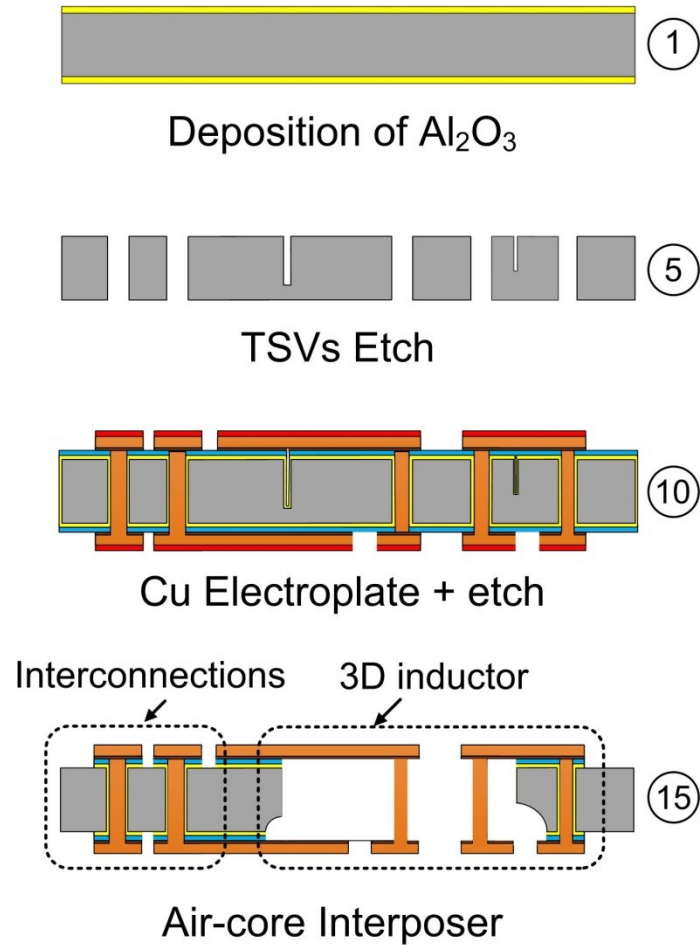 1
Deposition of Al₂O₃
5
TSVs Etch
10
Cu Electroplate + etch
Interconnections
3D inductor
15
Air-core Interposer